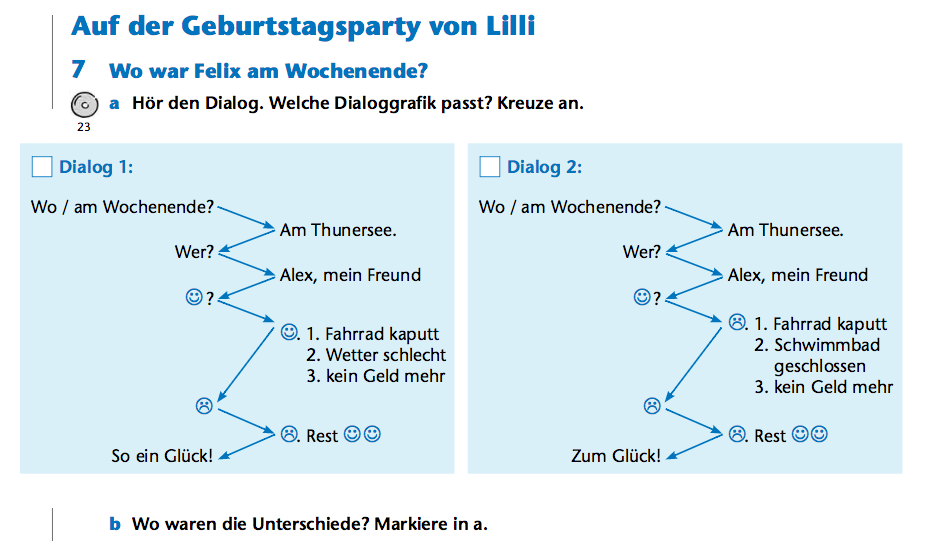 Auf der Geburtstagsparty von Lilli
7 Wo war Felix am Wochenende?
a Hör den Dialog. Welche Dialoggrafik passt? Kreuze an.
23
Dialog 1:
Wo / am Wochenende?
Am Thunersee.
Wer?
Alex, mein Freund
☺?
☺. 1. Fahrrad kaputt
2. Wetter schlecht
3. kein Geld mehr
☹
☹. Rest ☺☺
So ein Glück!
Dialog 2:
Wo / am Wochenende?
Am Thunersee.
Wer?
Alex, mein Freund
☺?
☹. 1. Fahrrad kaputt
2. Schwimmbad
geschlossen
3. kein Geld mehr
☹
☹. Rest ☺☺
Zum Glück!
b Wo waren die Unterschiede? Markiere in a.